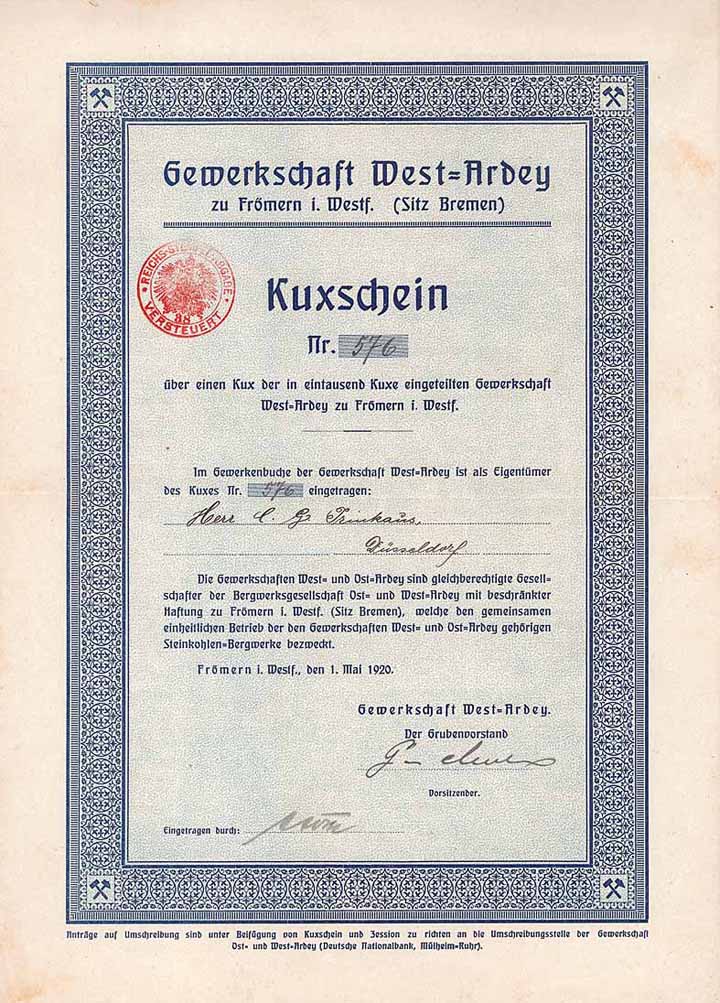 Gewerkschaft West=Ardey
zu Frömern i. Westf. (Sitz Bremen)
REICHS-STEMPELABGABE
VERSTEUERT
Kuxschein
Nr. 576
über einen Kux der in eintausend Kuxe eingeteilten Gewerkschaft
West=Ardey zu Frömern i. Westf.
Im Gewerkenbuche der Gewerkschaft West=Ardey ist als Eigentümer
des Kuxes Nr. 576 eingetragen:
Herr C. G. Trinkaus,
Düsseldorf
Die Gewerkschaften West= und Ost=Ardey sind gleichberechtigte Gesell=
schafter der Bergwerksgesellschaft Ost= und West=Ardey mit beschränkter
Haftung zu Frömern i. Westf. (Sitz Bremen), welche den gemeinsamen
einheitlichen Betrieb der den Gewerkschaften West= und Ost=Ardey gehörigen
Steinkohlen=Bergwerke bezweckt.
Frömern i. Westf., den 1. Mai 1920.
Gewerkschaft West=Ardey.
Der Grubenvorstand
Vorsitzender.
Eingetragen durch:
Anträge auf Umschreibung sind unter Beifügung von Kuxschein und Zession zu richten an die Umschreibungsstelle der Gewerkschaft
Ost= und West=Ardey (Deutsche Nationalbank, Mülheim=Ruhr).